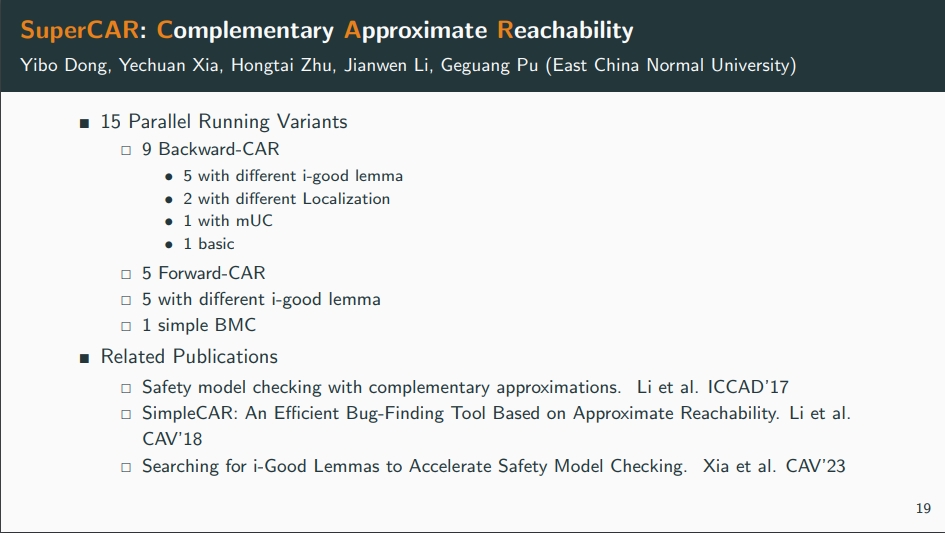 SuperCAR: Complementary Approximate Reachability
Yibo Dong, Yechuan Xia, Hongtai Zhu, Jianwen Li, Geguang Pu (East China Normal University)
■ 15 Parallel Running Variants
□ 9 Backward-CAR
• 5 with different i-good lemma
• 2 with different Localization
• 1 with mUC
• 1 basic
□ 5 Forward-CAR
□ 5 with different i-good lemma
□ 1 simple BMC
■ Related Publications
□ Safety model checking with complementary approximations. Li et al. ICCAD'17
□ SimpleCAR: An Efficient Bug-Finding Tool Based on Approximate Reachability. Li et al.
CAV'18
□ Searching for i-Good Lemmas to Accelerate Safety Model Checking. Xia et al. CAV'23
19